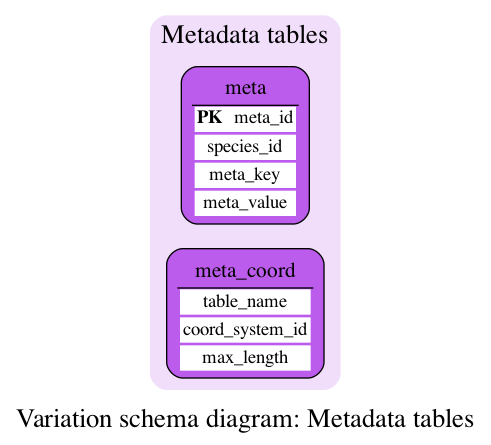 Metadata tables
meta
PK meta_id
species_id
meta_key
meta_value
meta_coord
table_name
coord_system_id
max_length
Variation schema diagram: Metadata tables